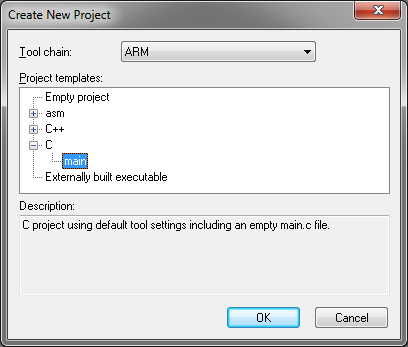 Create New Project
Tool chain:
ARM
Project templates:
Empty project
asm
C++
C
main
Externally built executable
Description:
C project using default tool settings including an empty main.c file.
OK
Cancel